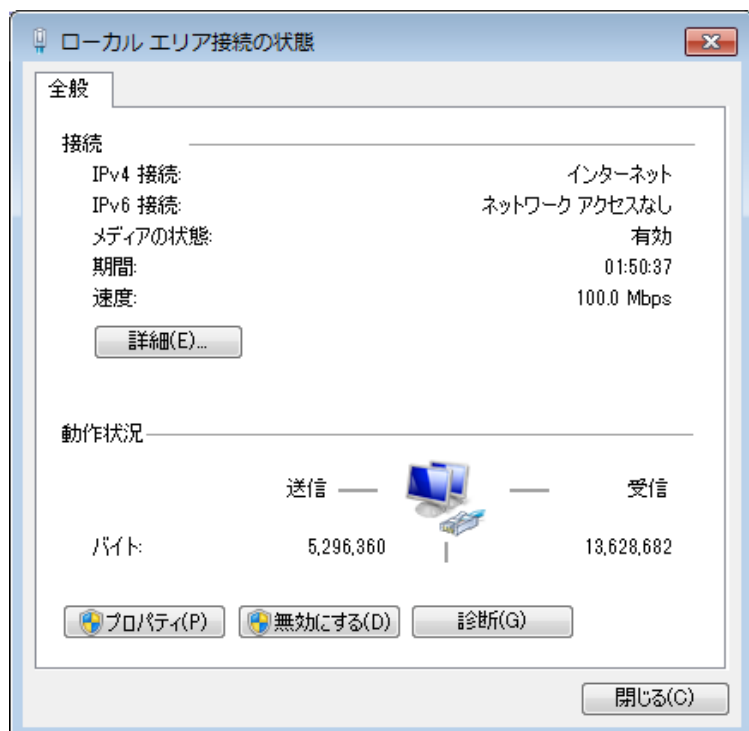 ローカル エリア接続の状態
全般
接続
IPv4 接続: インターネット
IPv6 接続: ネットワーク アクセスなし
メディアの状態: 有効
期間: 01:50:37
速度: 100.0 Mbps
詳細(E)...
動作状況
送信 受信
バイト: 5,296,360 13,628,682
プロパティ(P) 無効にする(D) 診断(G)
閉じる(C)